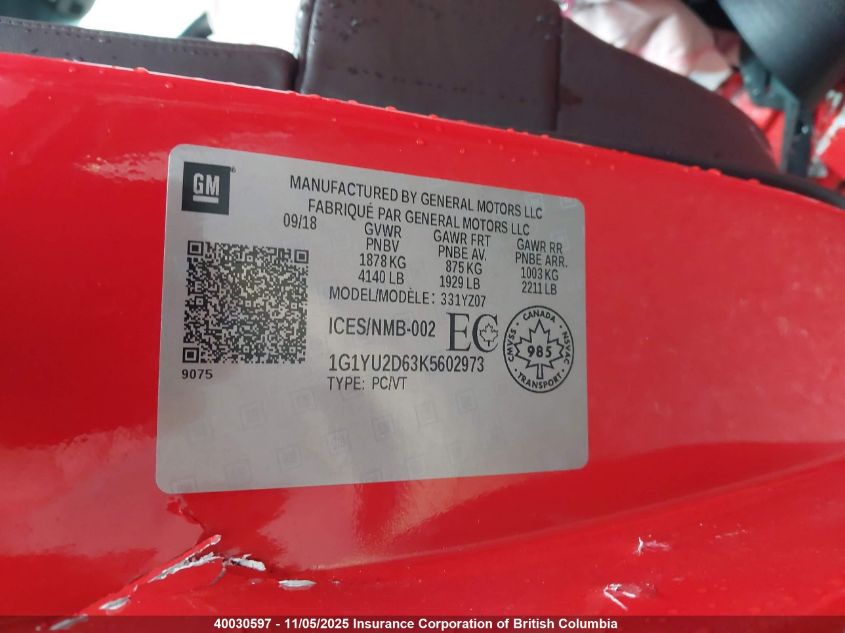 GM
MANUFACTURED BY GENERAL MOTORS LLC
FABRIQUÉ PAR GENERAL MOTORS LLC
09/18
GVWR
PNBV
1878 KG
4140 LB
GAWR FRT
PNBE AV.
875 KG
1929 LB
GAWR RR
PNBE ARR.
1003 KG
2211 LB
MODEL/MODÈLE: 331YZ07
ICES/NMB-002
EC
CANADA
CMVSS
985
NSVAC
TRANSPORT
1G1YU2D63K5602973
9075
TYPE: PC/VT
40030597 - 11/05/2025 Insurance Corporation of British Columbia